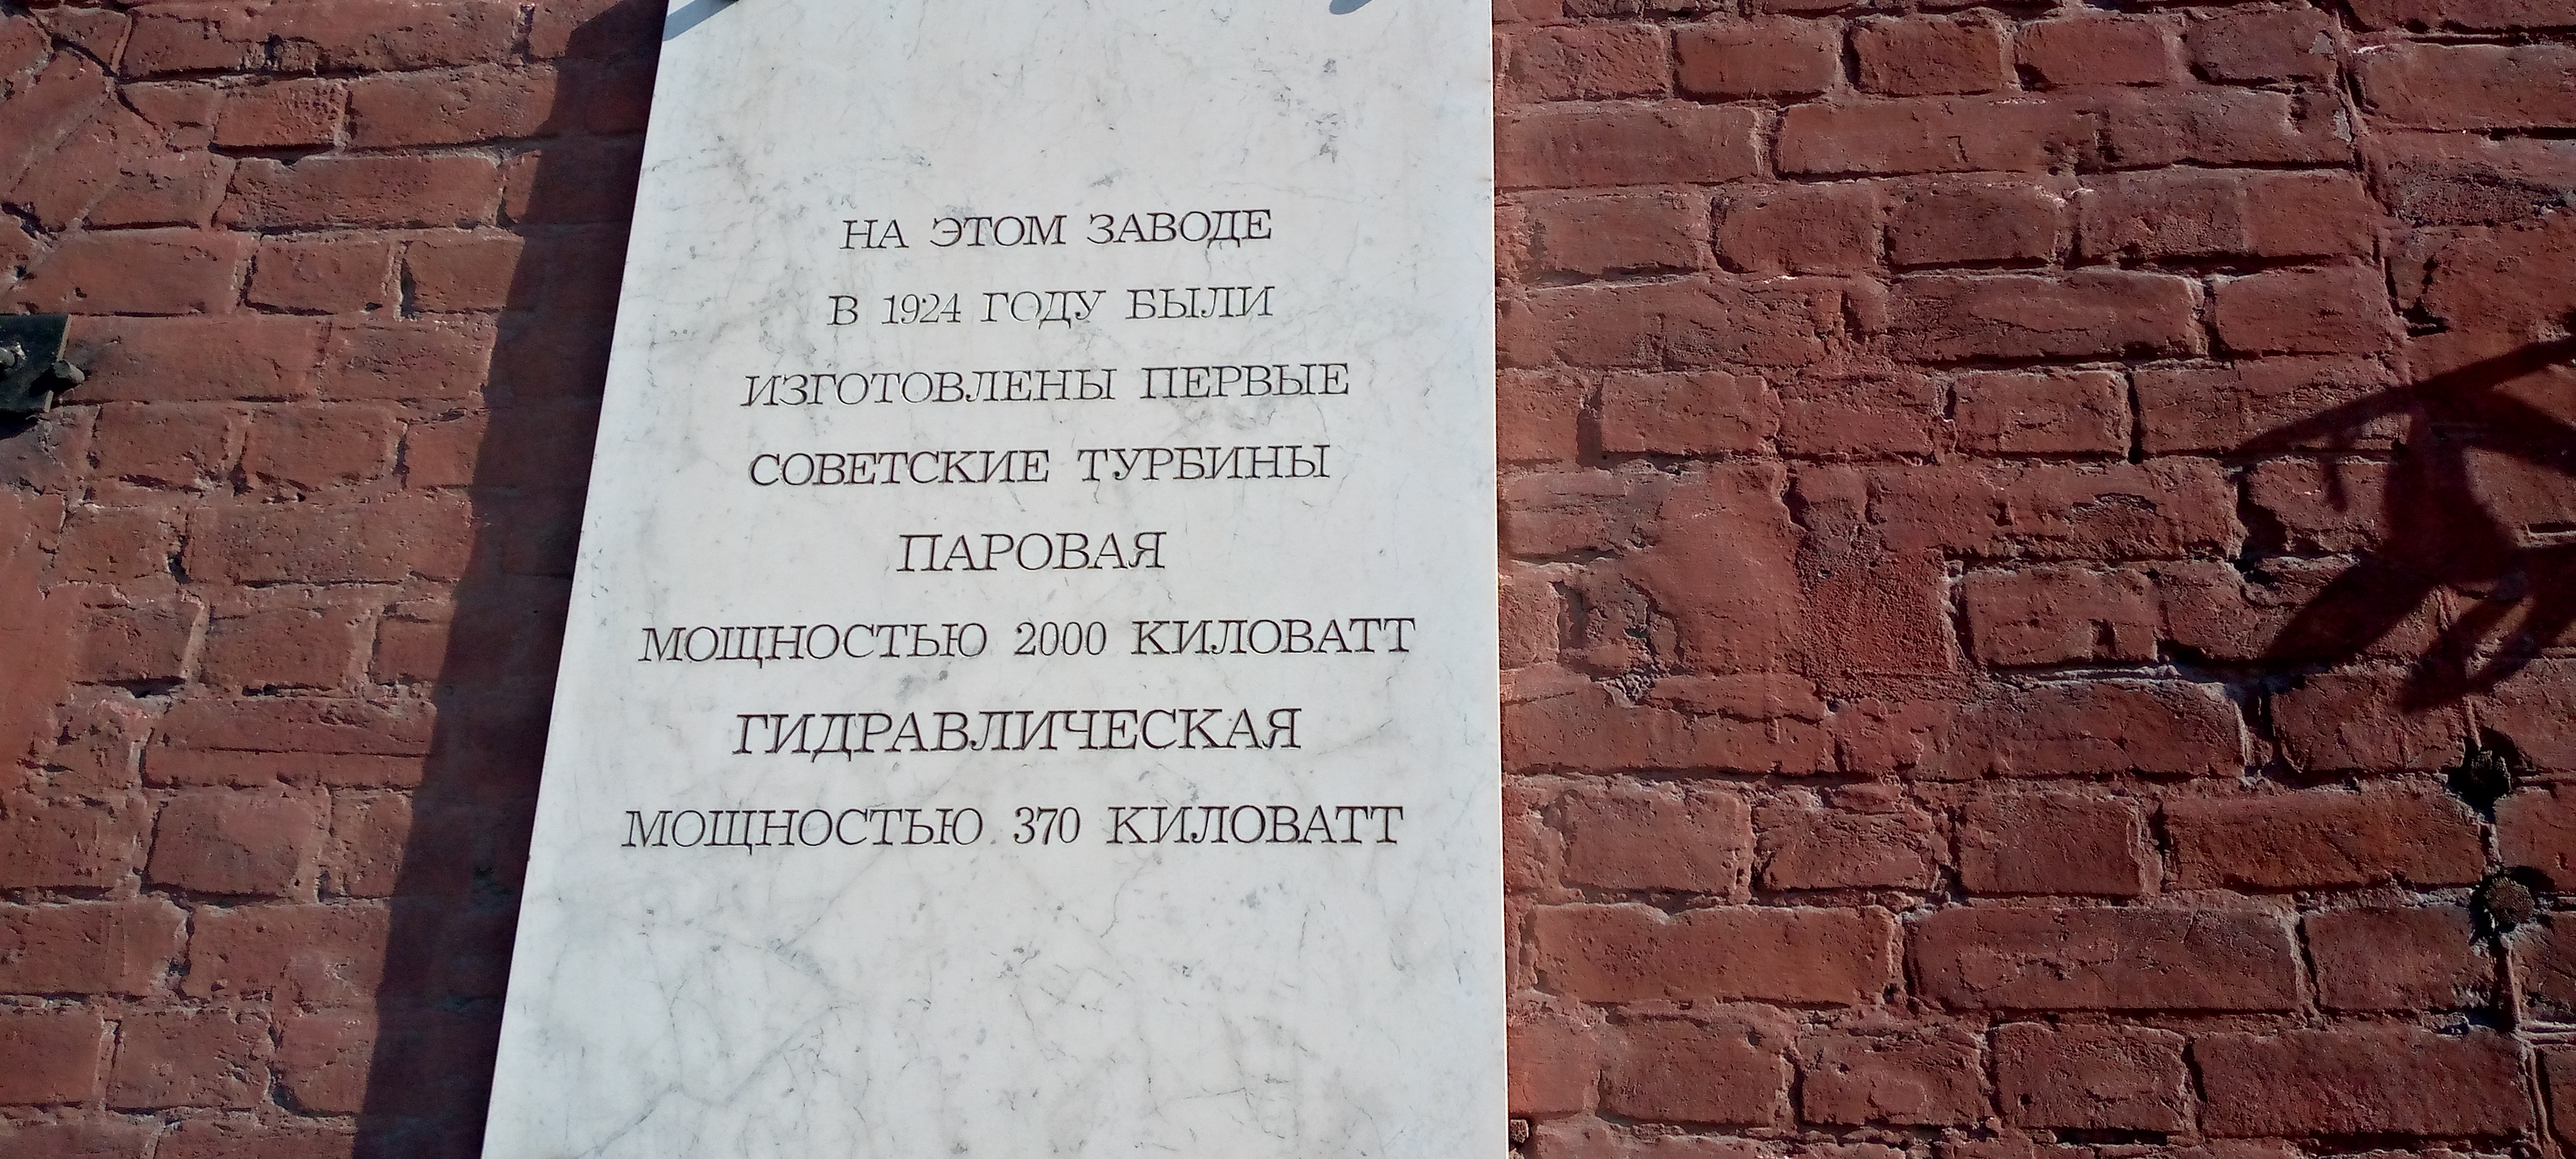 НА ЭТОМ ЗАВОДЕ
В 1924 ГОДУ БЫЛИ
ИЗГОТОВЛЕНЫ ПЕРВЫЕ
СОВЕТСКИЕ ТУРБИНЫ
ПАРОВАЯ
МОЩНОСТЬЮ 2000 КИЛОВАТТ
ГИДРАВЛИЧЕСКАЯ
МОЩНОСТЬЮ 370 КИЛОВАТТ